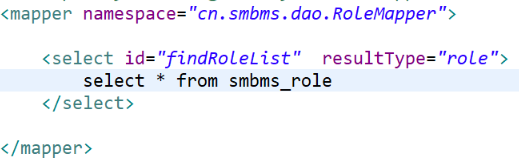 <mapper namespace="cn.smbms.dao.RoleMapper">
<select id="findRoleList" resultType="role">
select * from smbms_role
</select>
</mapper>